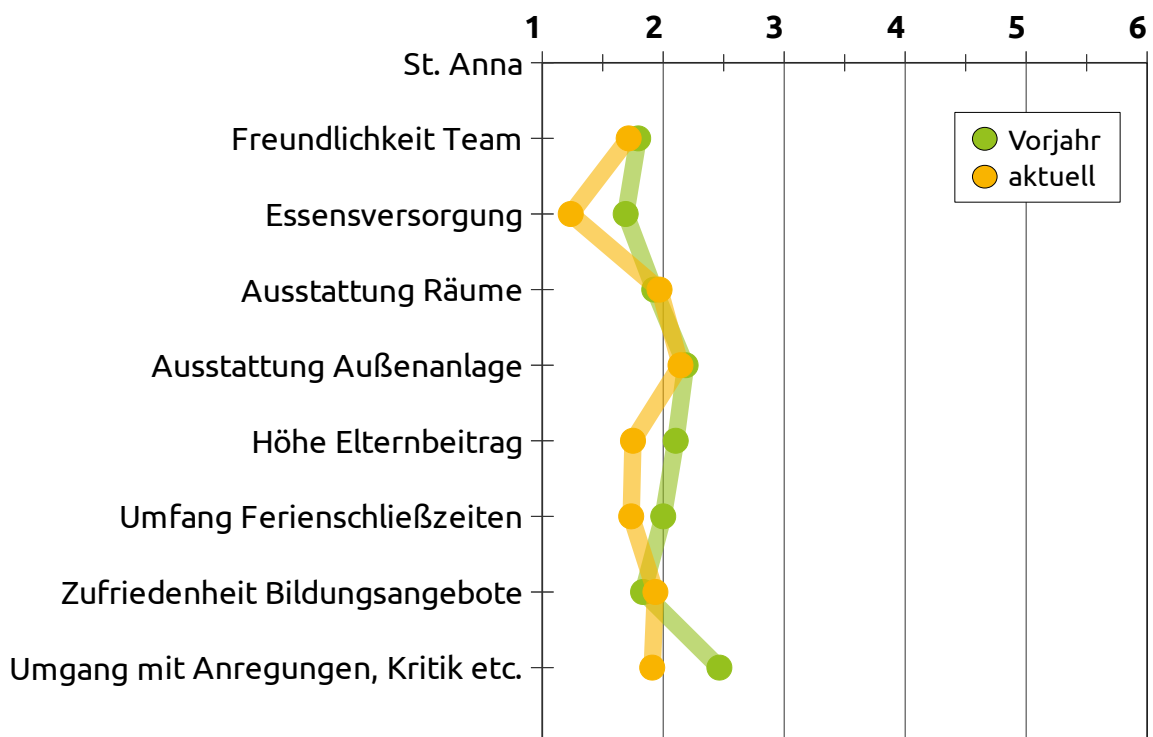 1 2 3 4 5 6
St. Anna
Freundlichkeit Team
Vorjahr
aktuell
Essensversorgung
Ausstattung Räume
Ausstattung Außenanlage
Höhe Elternbeitrag
Umfang Ferienschließzeiten
Zufriedenheit Bildungsangebote
Umgang mit Anregungen, Kritik etc.